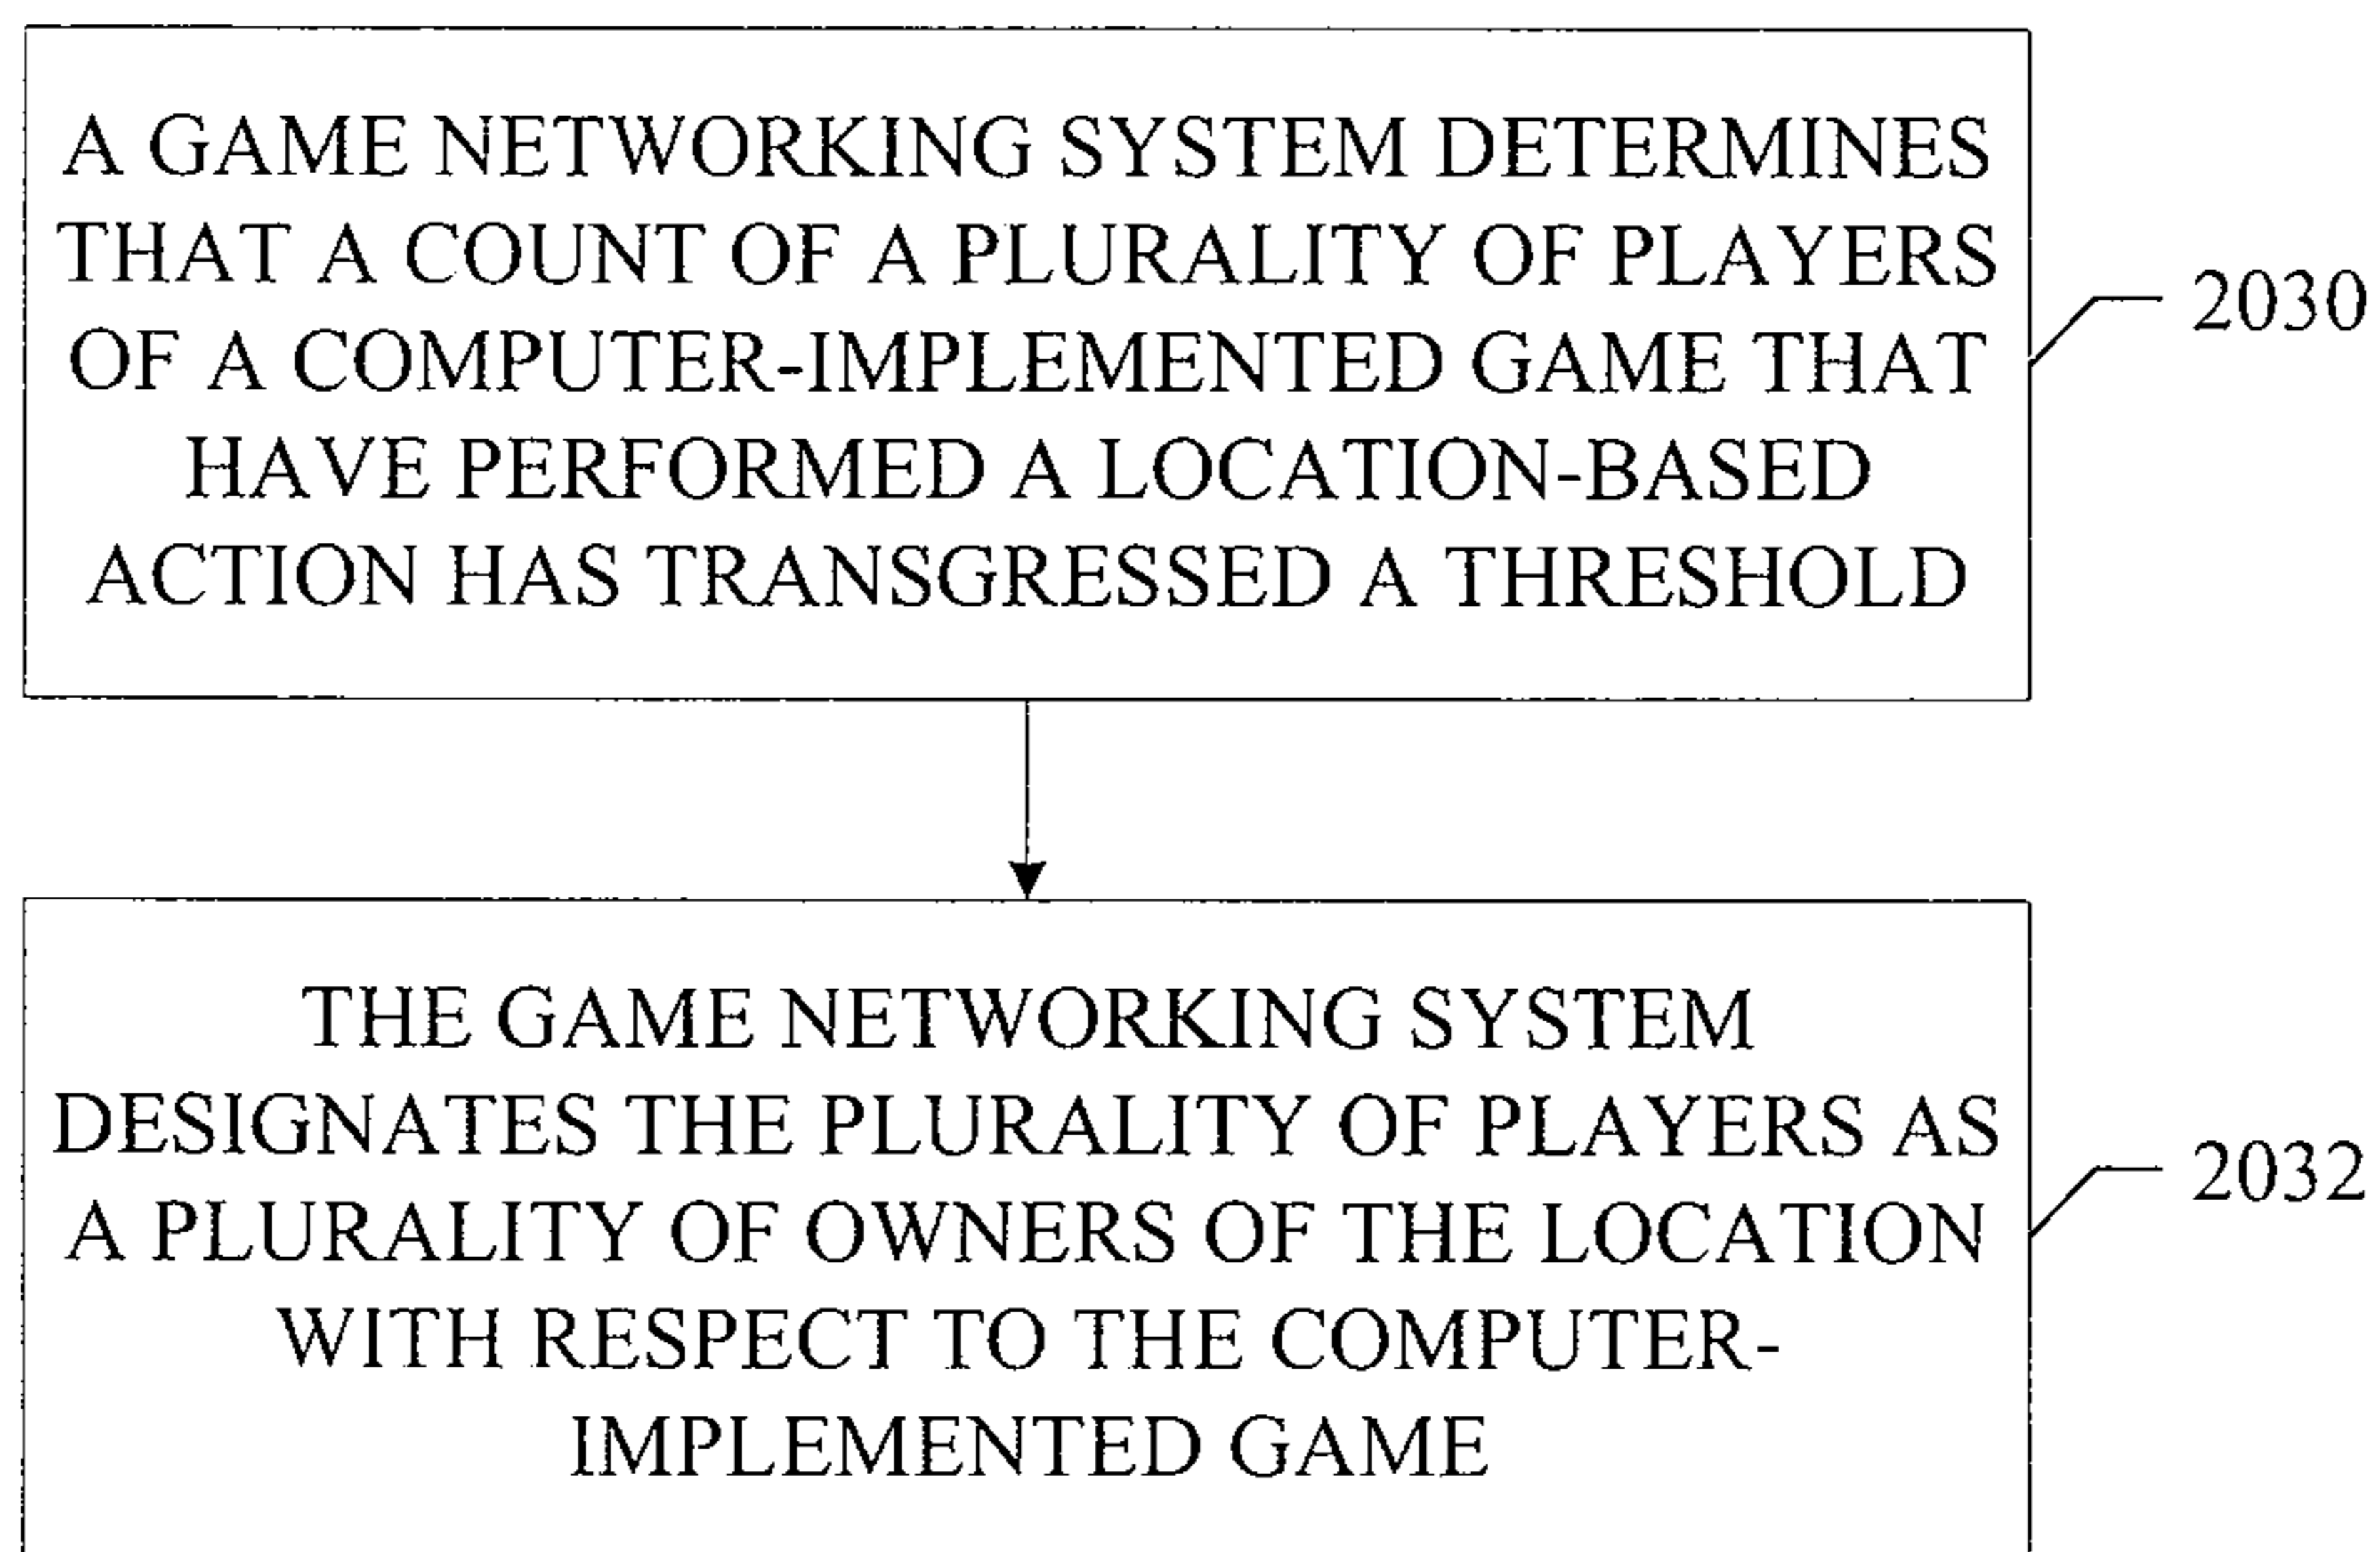 A GAME NETWORKING SYSTEM DETERMINES
THAT A COUNT OF A PLURALITY OF PLAYERS
OF A COMPUTER-IMPLEMENTED GAME THAT
HAVE PERFORMED A LOCATION-BASED
ACTION HAS TRANSGRESSED A THRESHOLD
2030
THE GAME NETWORKING SYSTEM
DESIGNATES THE PLURALITY OF PLAYERS AS
A PLURALITY OF OWNERS OF THE LOCATION
WITH RESPECT TO THE COMPUTER-
IMPLEMENTED GAME
2032